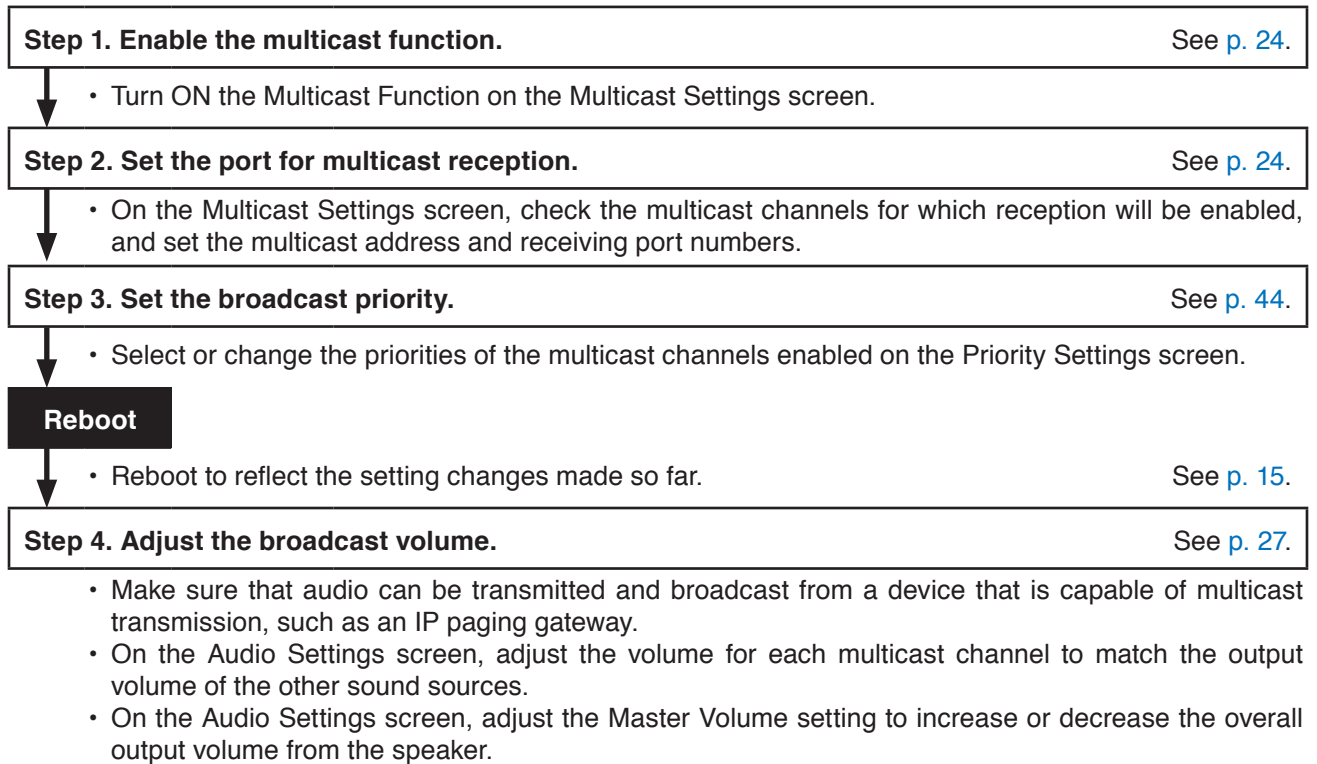 Step 1. Enable the multicast function. See p. 24.
• Turn ON the Multicast Function on the Multicast Settings screen.
Step 2. Set the port for multicast reception. See p. 24.
• On the Multicast Settings screen, check the multicast channels for which reception will be enabled,
and set the multicast address and receiving port numbers.
Step 3. Set the broadcast priority. See p. 44.
• Select or change the priorities of the multicast channels enabled on the Priority Settings screen.
Reboot
• Reboot to reflect the setting changes made so far. See p. 15.
Step 4. Adjust the broadcast volume. See p. 27.
• Make sure that audio can be transmitted and broadcast from a device that is capable of multicast
transmission, such as an IP paging gateway.
• On the Audio Settings screen, adjust the volume for each multicast channel to match the output
volume of the other sound sources.
• On the Audio Settings screen, adjust the Master Volume setting to increase or decrease the overall
output volume from the speaker.